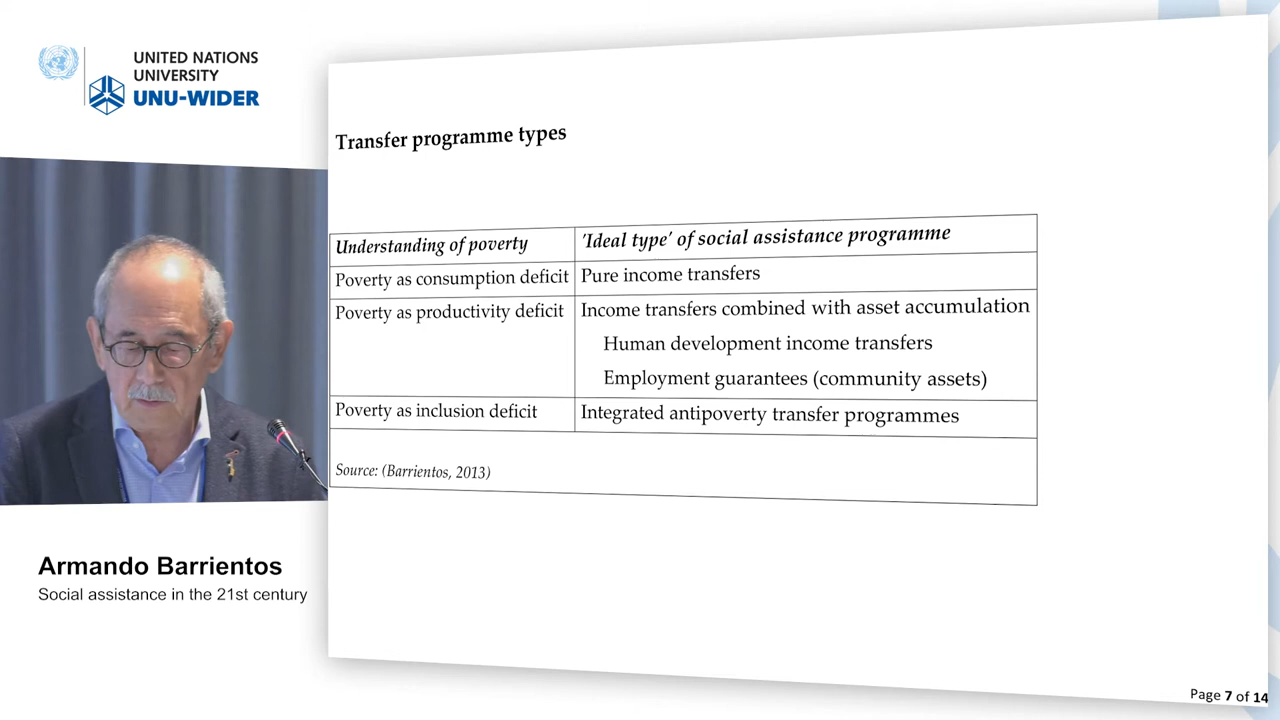 UNITED NATIONS
UNIVERSITY
UNU-WIDER
Transfer programme types
Understanding of poverty
'Ideal type' of social assistance programme
Poverty as consumption deficit
Pure income transfers
Poverty as productivity deficit
Income transfers combined with asset accumulation
Human development income transfers
Employment guarantees (community assets)
Poverty as inclusion deficit
Integrated antipoverty transfer programmes
Source: (Barrientos, 2013)
Armando Barrientos
Social assistance in the 21st century
Page 7 of 14